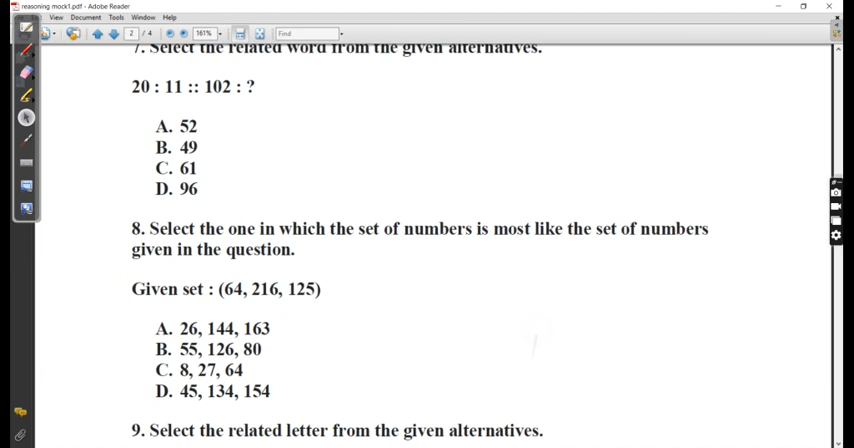 reasoning mock1.pdf - Adobe Reader
View Document Tools Window Help
2 / 4 161% Find
7. Select the related word from the given alternatives.
20 : 11 :: 102 : ?
A. 52
B. 49
C. 61
D. 96
8. Select the one in which the set of numbers is most like the set of numbers
given in the question.
Given set : (64, 216, 125)
A. 26, 144, 163
B. 55, 126, 80
C. 8, 27, 64
D. 45, 134, 154
9. Select the related letter from the given alternatives.